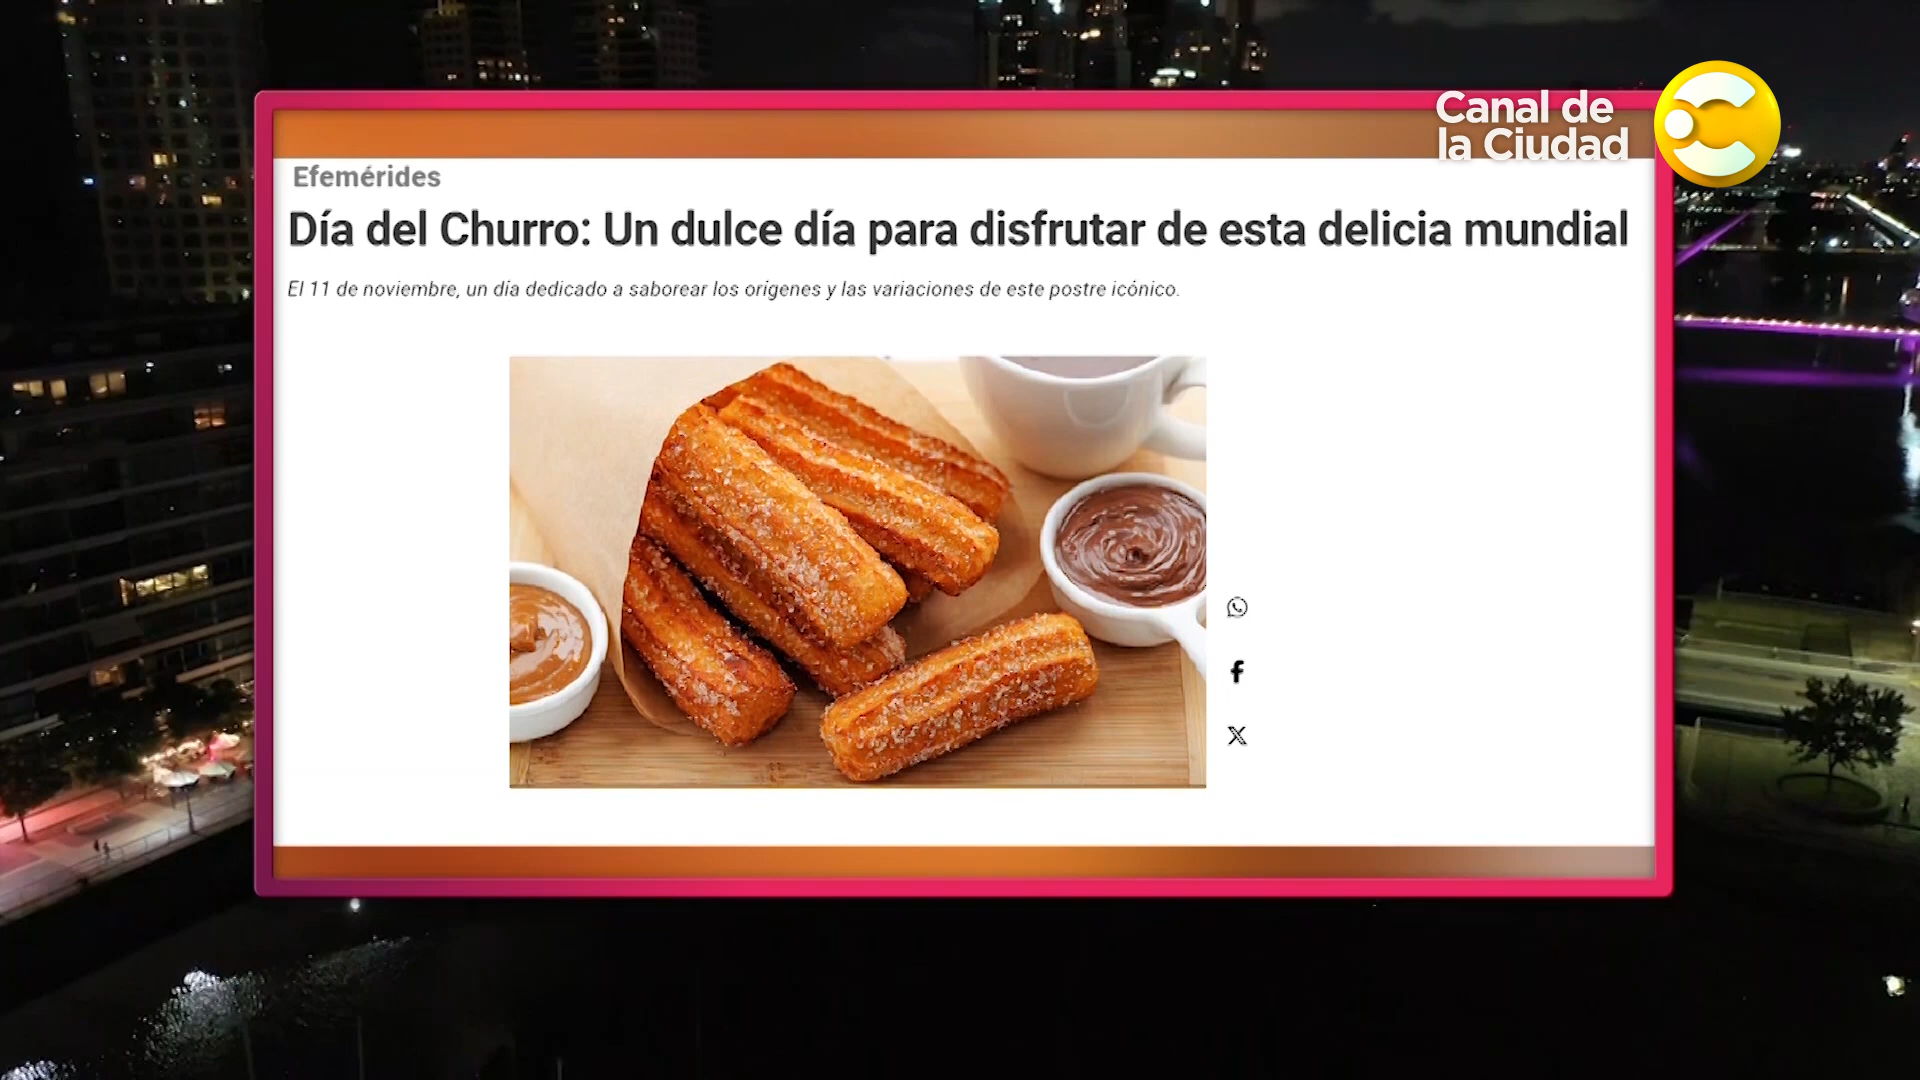 Canal de
la Ciudad
Efemérides
Día del Churro: Un dulce día para disfrutar de esta delicia mundial
El 11 de noviembre, un día dedicado a saborear los orígenes y las variaciones de este postre icónico.